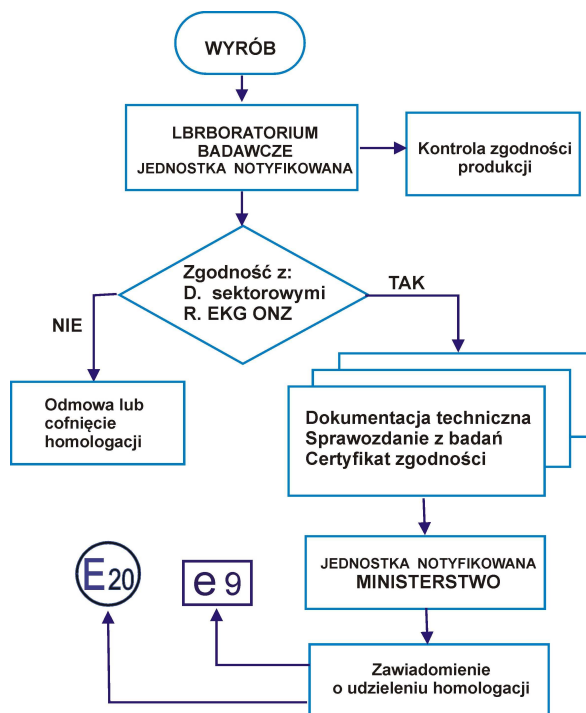 WYRÓB
LBRBORATORIUM
BADAWCZE
JEDNOSTKA NOTYFIKOWANA
Kontrola zgodności
produkcji
Zgodność z:
D. sektorowymi
R. EKG ONZ
NIE
TAK
Odmowa lub
cofnięcie
homologacji
Dokumentacja techniczna
Sprawozdanie z badań
Certyfikat zgodności
JEDNOSTKA NOTYFIKOWANA
MINISTERSTWO
E20
e 9
Zawiadomienie
o udzieleniu homologacji